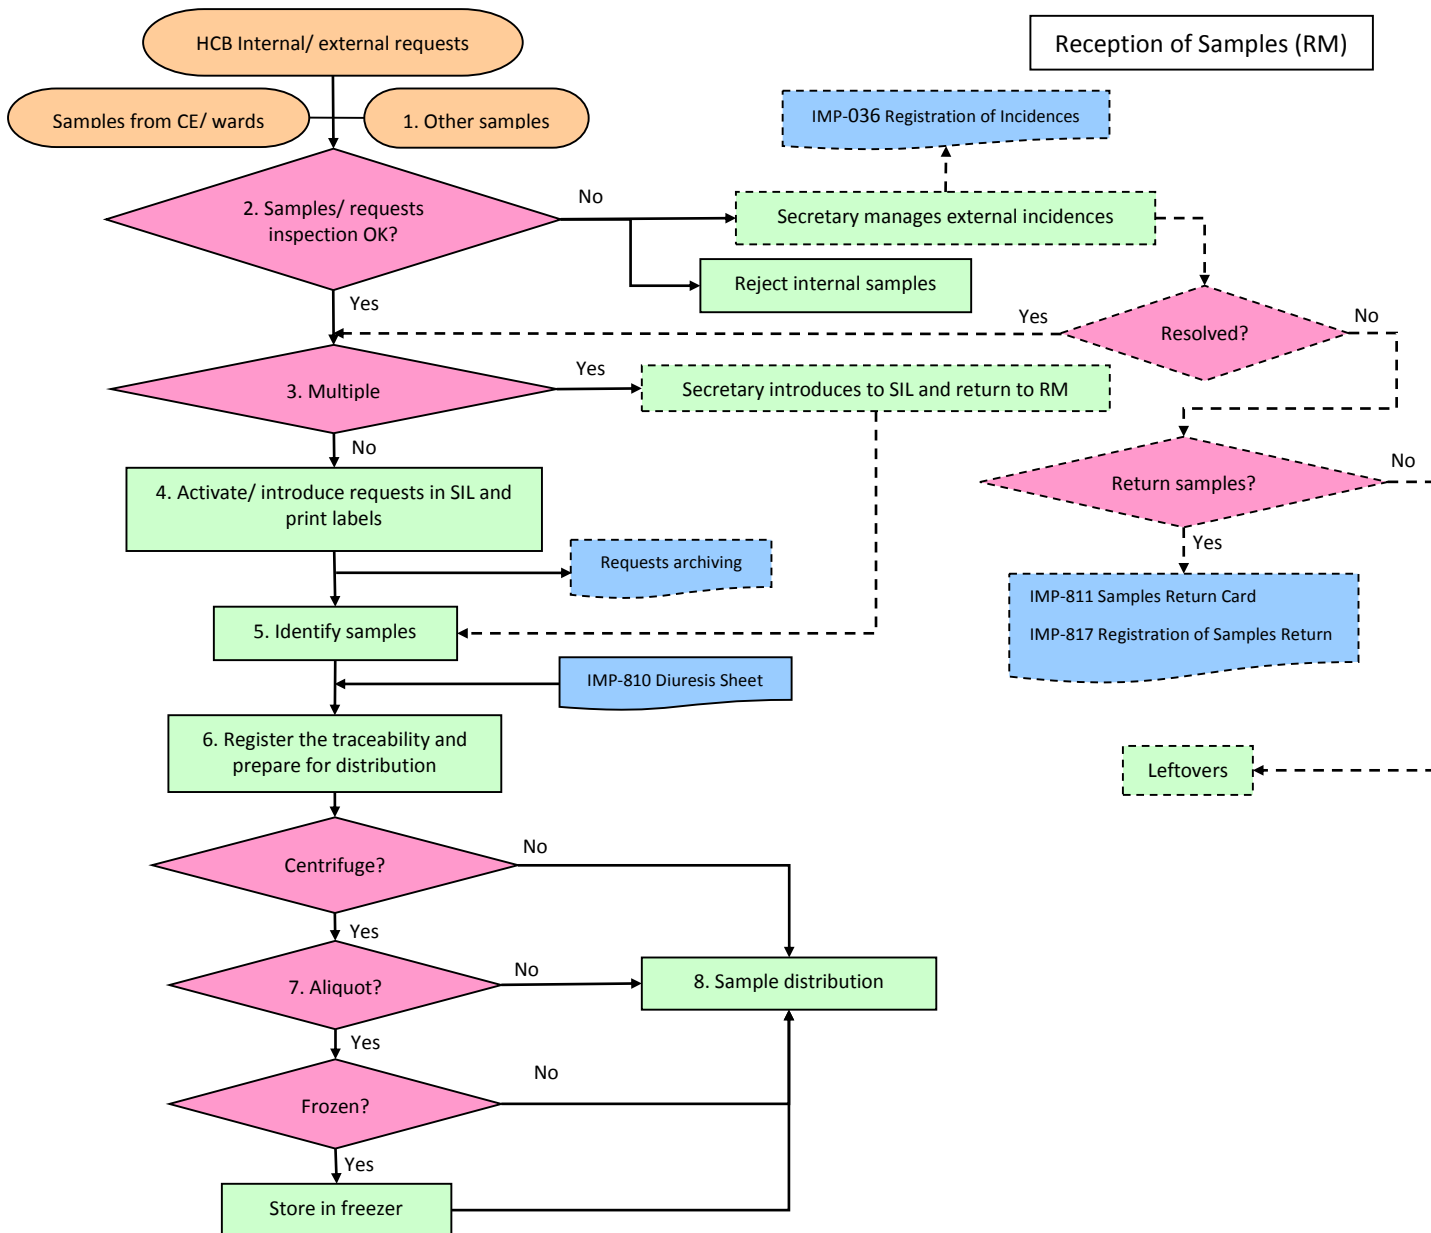 HCB Internal/ external requests
Reception of Samples (RM)
Samples from CE/ wards
1. Other samples
IMP-036 Registration of Incidences
No
2. Samples/ requests
inspection OK?
Secretary manages external incidences
Reject internal samples
Yes
Yes
Resolved?
No
3. Multiple
Yes
Secretary introduces to SIL and return to RM
No
4. Activate/ introduce requests in SIL and
print labels
Return samples?
No
Yes
Requests archiving
IMP-811 Samples Return Card
IMP-817 Registration of Samples Return
5. Identify samples
IMP-810 Diuresis Sheet
6. Register the traceability and
prepare for distribution
Leftovers
Centrifuge?
No
Yes
7. Aliquot?
No
8. Sample distribution
Yes
Frozen?
No
Yes
Store in freezer